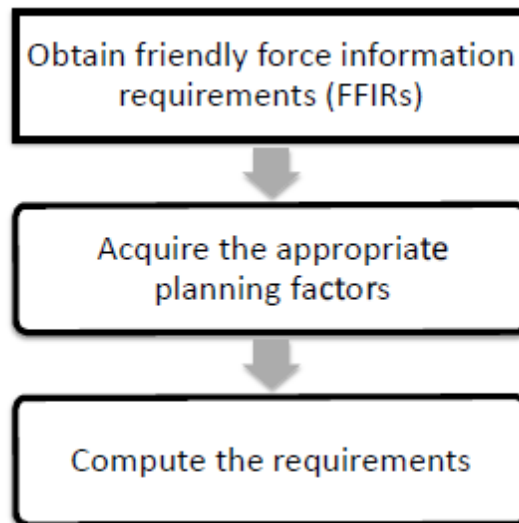 Obtain friendly force information
requirements (FFIRs)
Acquire the appropriate
planning factors
Compute the requirements